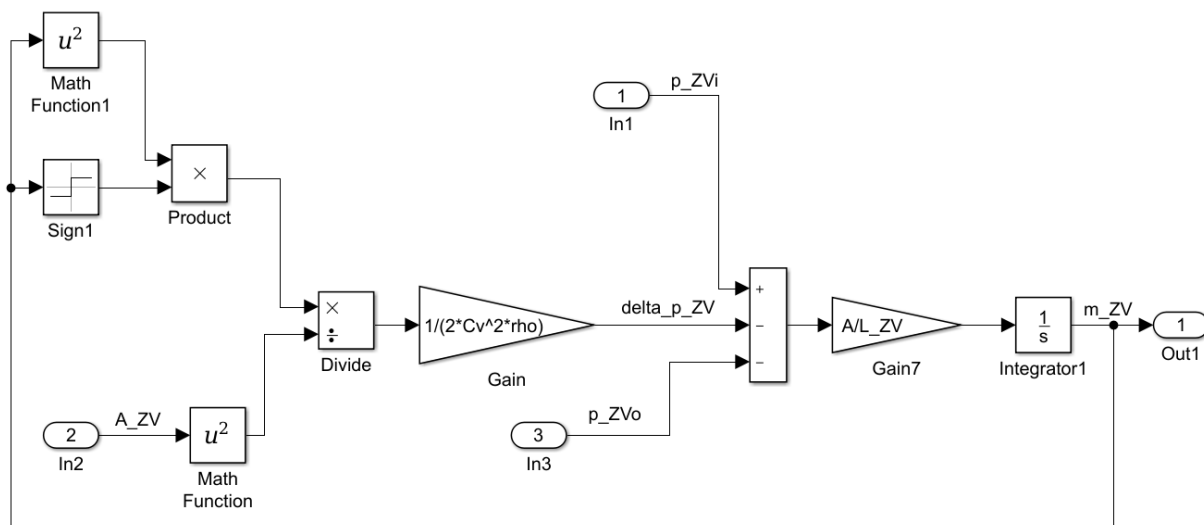 u²
Math
Function1
Sign1
×
Product
×
÷
Divide
2
In2
A_ZV
u²
Math
Function
1/(2*Cv^2*rho)
Gain
1
In1
p_ZVi
delta_p_ZV
3
In3
p_ZVo
+
−
−
A/L_ZV
Gain7
1
s
Integrator1
m_ZV
1
Out1